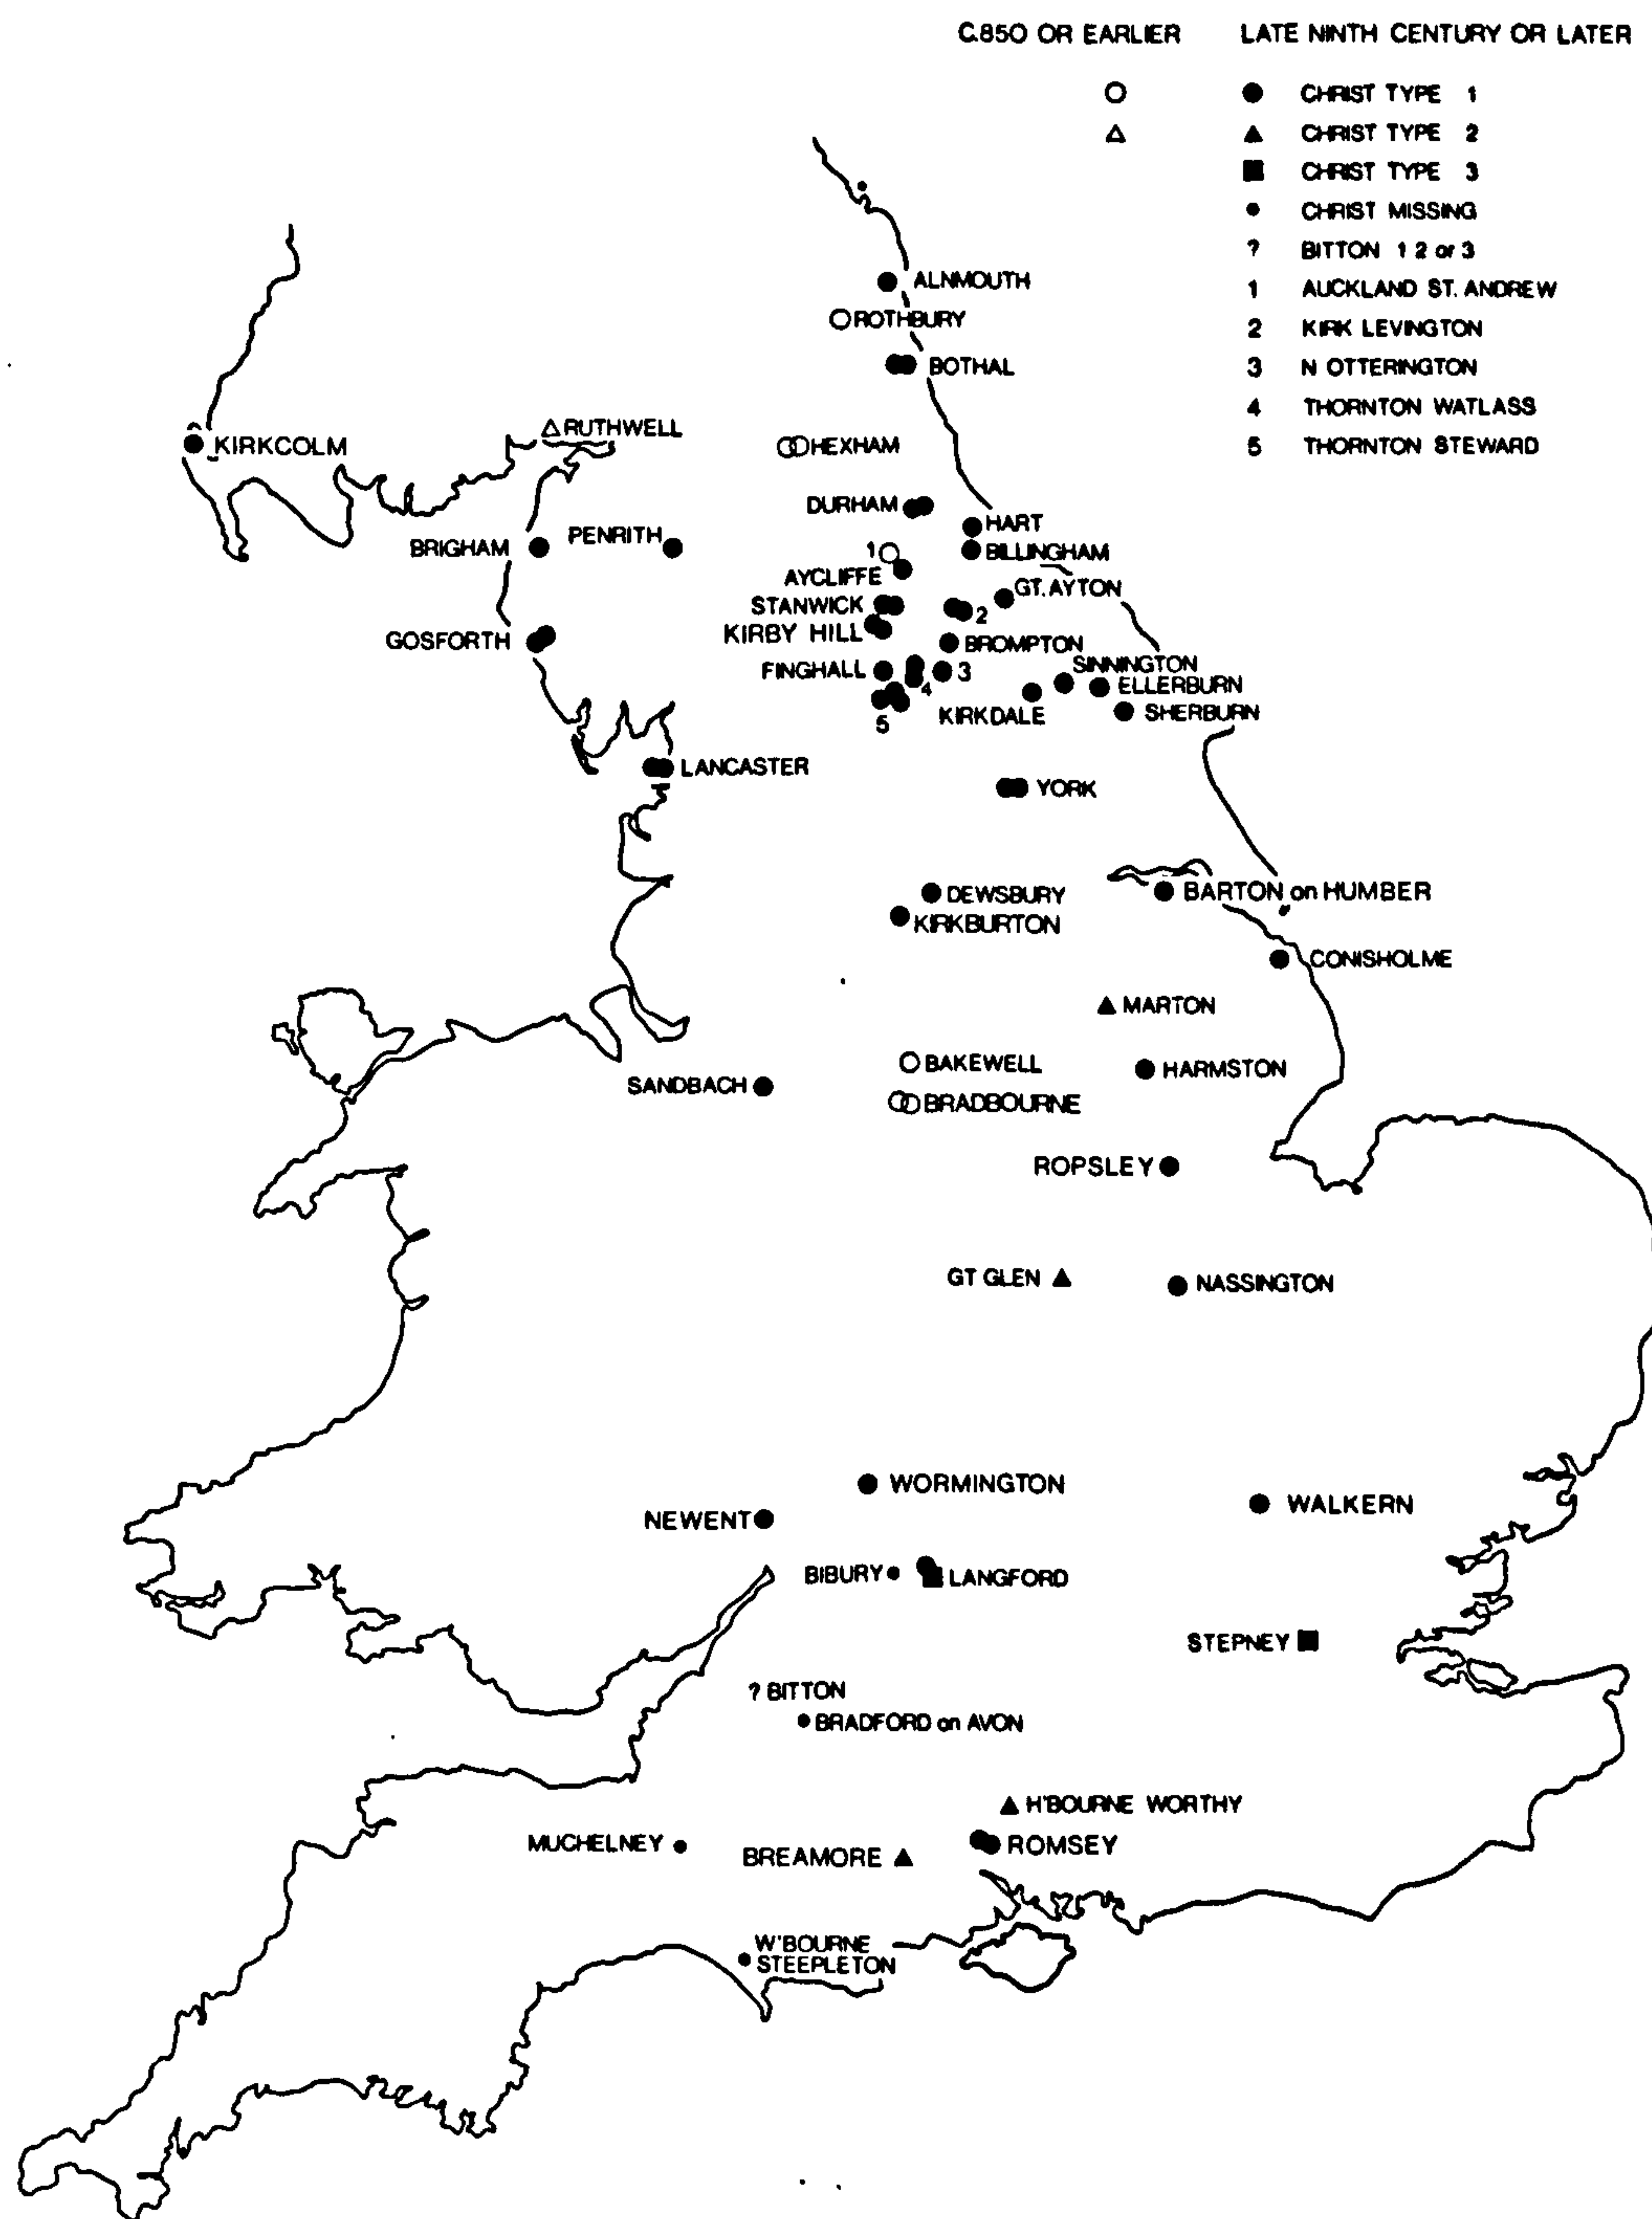 C.850 OR EARLIER LATE NINTH CENTURY OR LATER
CHRIST TYPE 1
CHRIST TYPE 2
CHRIST TYPE 3
CHRIST MISSING
? BITTON 1 2 or 3
1 AUCKLAND ST. ANDREW
2 KIRK LEVINGTON
3 N OTTERINGTON
4 THORNTON WATLASS
5 THORNTON STEWARD
ALNMOUTH
ROTHBURY
BOTHAL
RUTHWELL
KIRKCOLM
HEXHAM
DURHAM
HART
BRIGHAM
PENRITH
1
BILLINGHAM
AYCLIFFE
GT. AYTON
STANWICK
2
KIRBY HILL
GOSFORTH
BROMPTON
FINGHALL
3
SINNINGTON
4
ELLERBURN
5
KIRKDALE
SHERBURN
LANCASTER
YORK
DEWSBURY
BARTON on HUMBER
KIRKBURTON
CONISHOLME
MARTON
BAKEWELL
HARMSTON
SANDBACH
BRADBOURNE
ROPSLEY
GT GLEN
NASSINGTON
WORMINGTON
WALKERN
NEWENT
BIBURY
LANGFORD
STEPNEY
? BITTON
BRADFORD on AVON
H'BOURNE WORTHY
MUCHELNEY
ROMSEY
BREAMORE
W'BOURNE
STEEPLETON